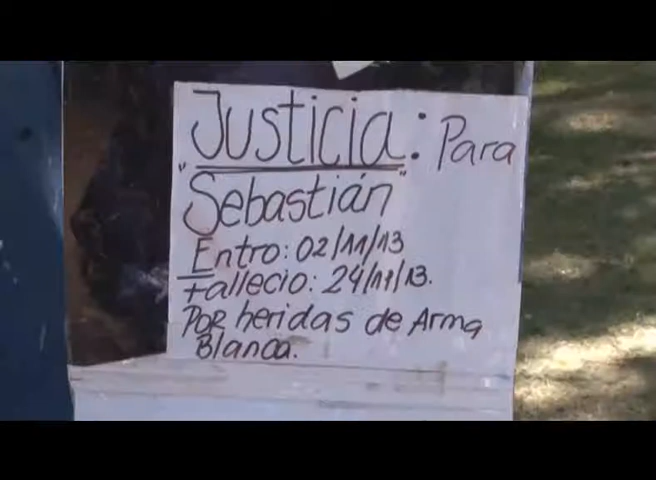 "Justicia": Para
Sebastián
Entro: 02/11/13
Fallecio: 24/11/13.
Por heridas de Arma
Blanca.